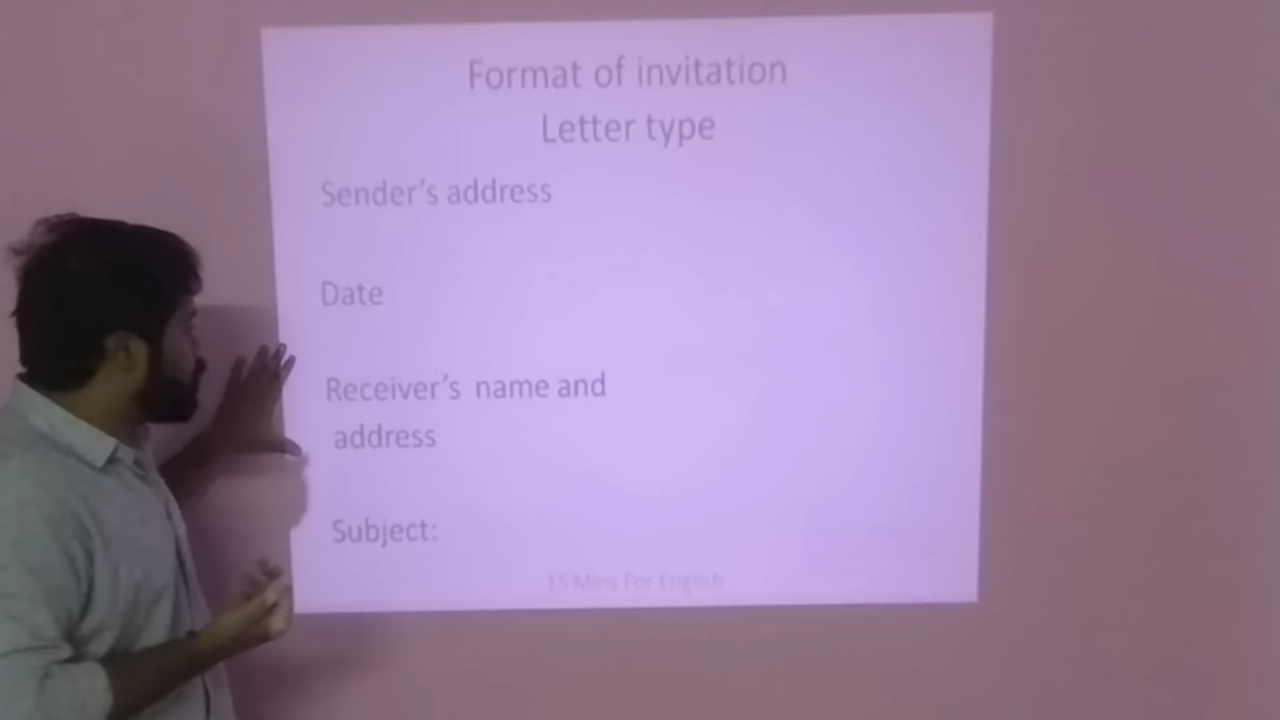 Format of invitation
Letter type
Sender's address
Date
Receiver's name and
address
Subject:
15 Mins For English